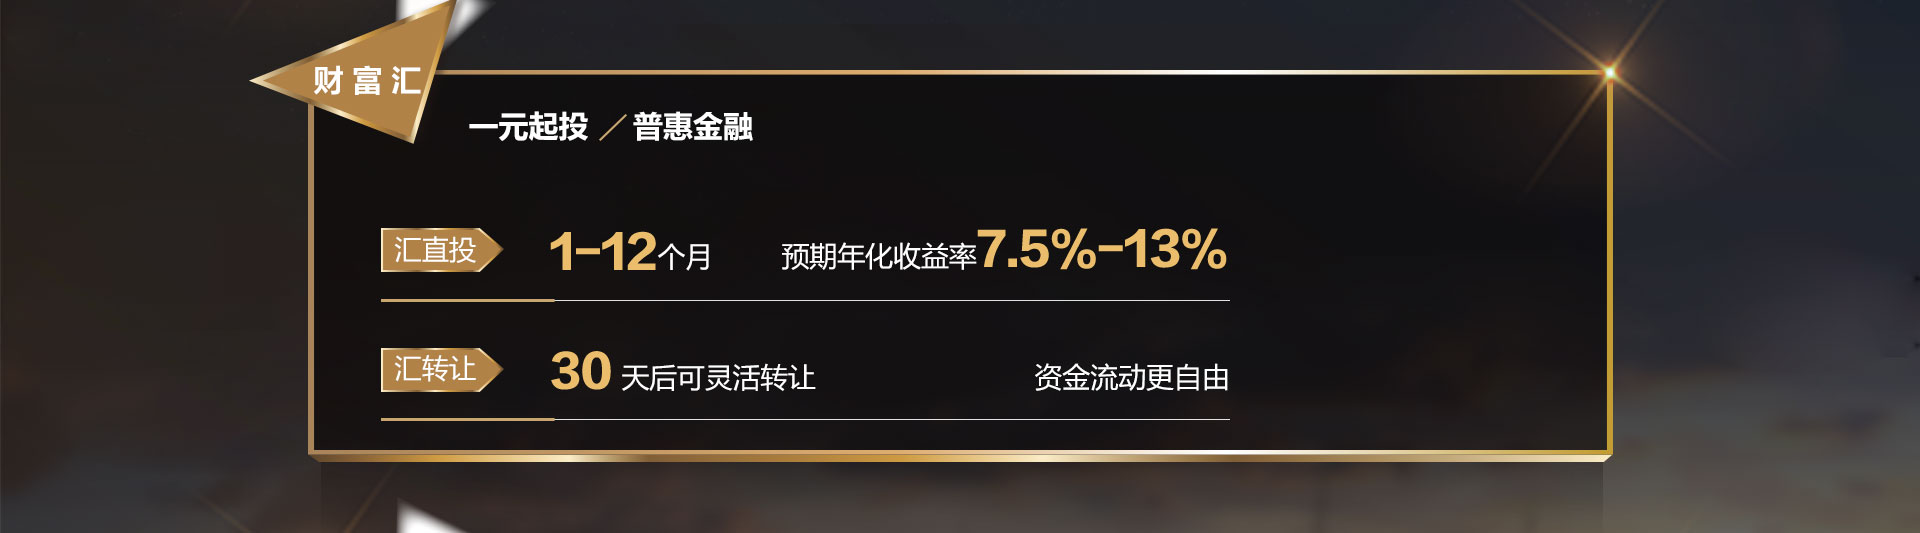 财富汇
一元起投 ／普惠金融
汇直投 1-12个月 预期年化收益率7.5%-13%
汇转让 30 天后可灵活转让 资金流动更自由